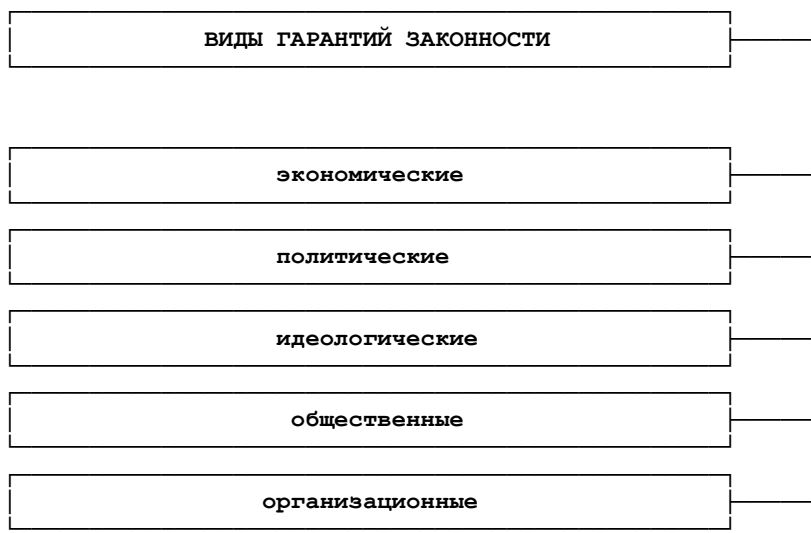 ВИДЫ ГАРАНТИЙ ЗАКОННОСТИ
экономические
политические
идеологические
общественные
организационные